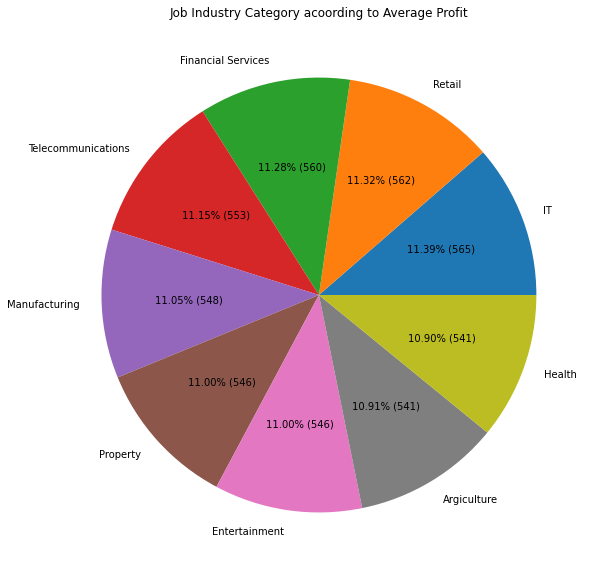 Job Industry Category acoording to Average Profit
Financial Services
Retail
Telecommunications
IT
11.28% (560)
11.32% (562)
11.15% (553)
11.39% (565)
Manufacturing
11.05% (548)
10.90% (541)
Health
11.00% (546)
10.91% (541)
11.00% (546)
Property
Argiculture
Entertainment